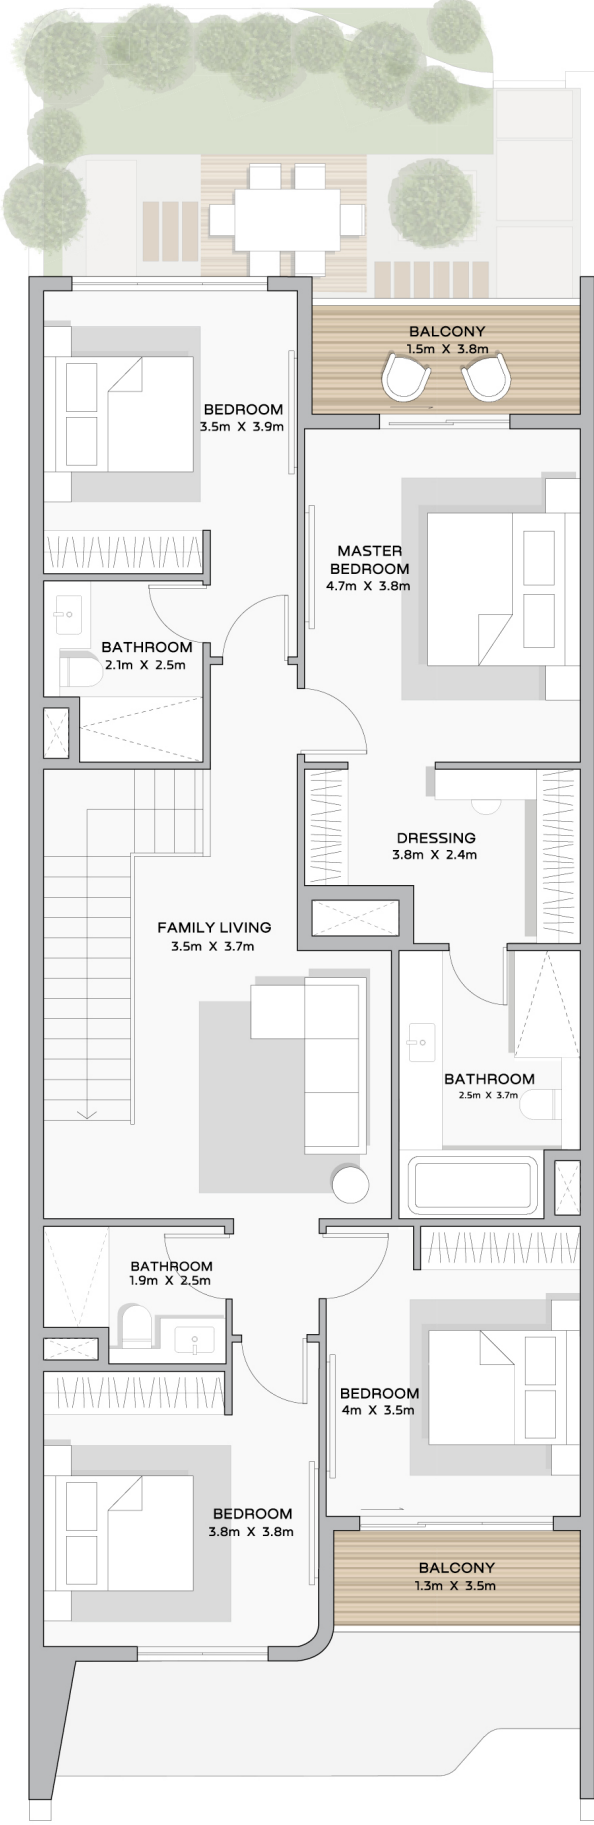 BALCONY
1.5m X 3.8m
BEDROOM
3.5m X 3.9m
MASTER
BEDROOM
4.7m X 3.8m
BATHROOM
2.1m X 2.5m
DRESSING
3.8m X 2.4m
FAMILY LIVING
3.5m X 3.7m
BATHROOM
2.5m X 3.7m
BATHROOM
1.9m X 2.5m
BEDROOM
4m X 3.5m
BEDROOM
3.8m X 3.8m
BALCONY
1.3m X 3.5m